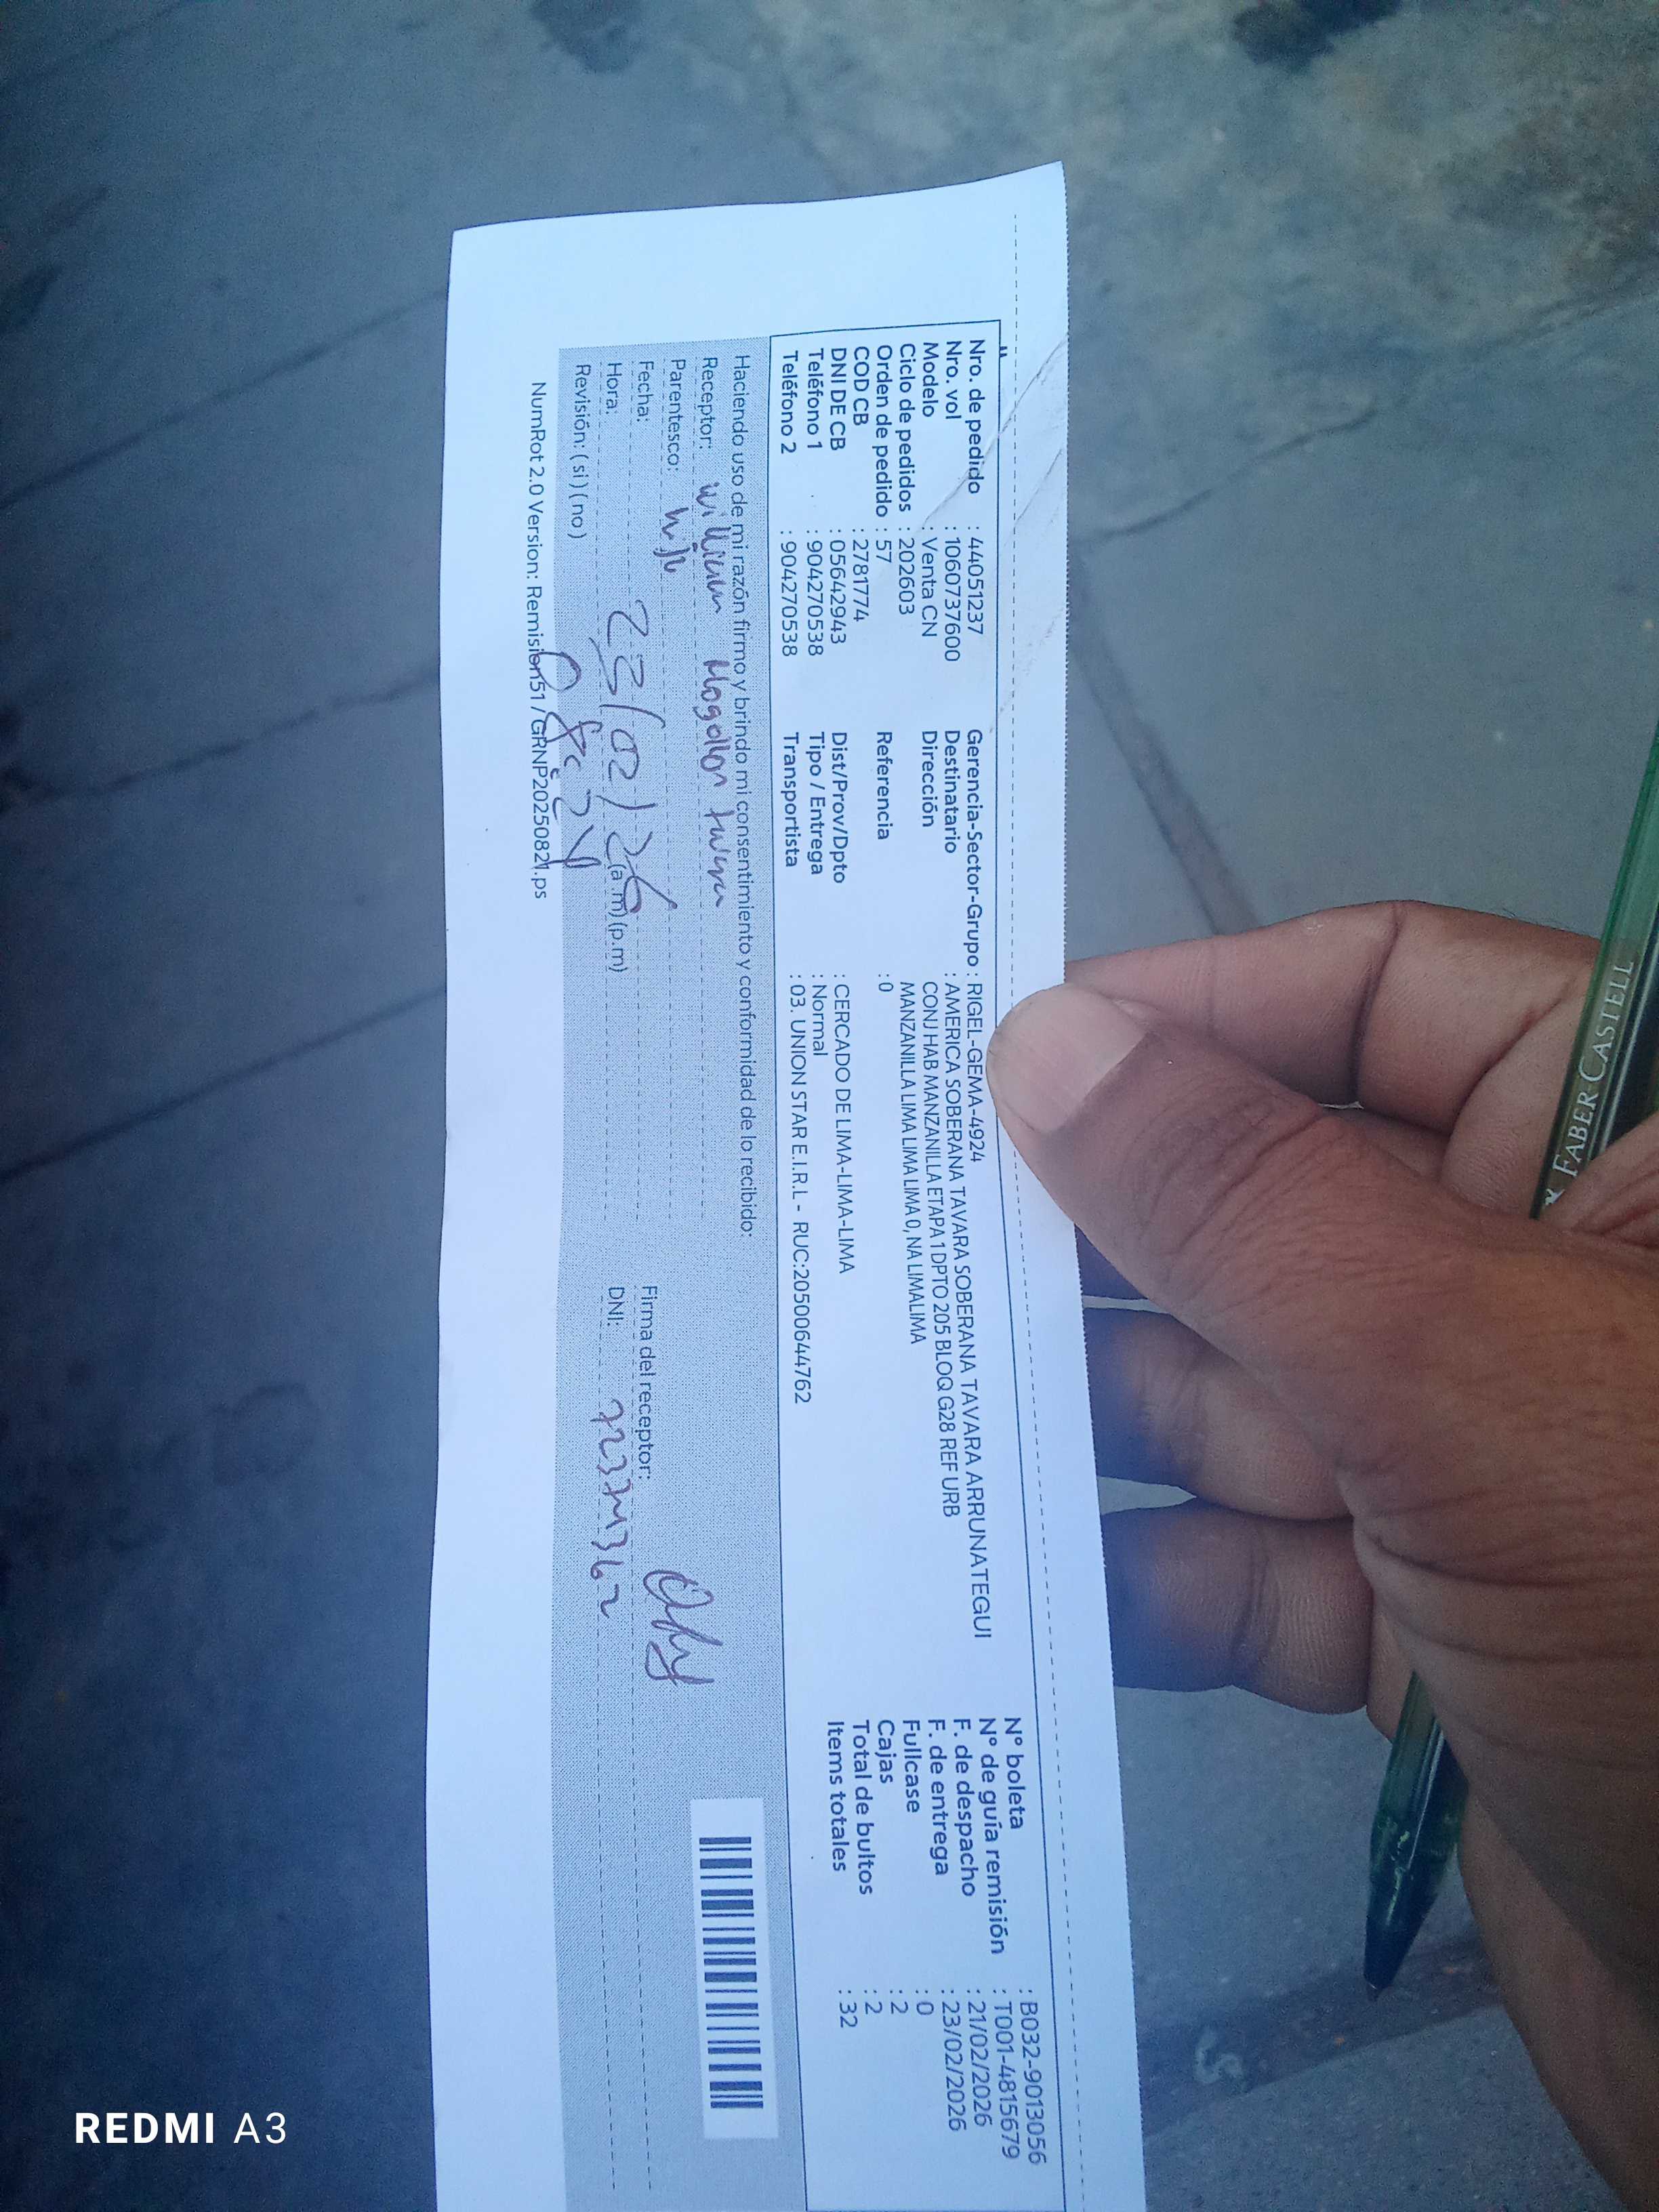 Nro. de pedido : 44051237
Nro. vol : 10607377600
Modelo : Venta CN
Ciclo de pedidos : 202603
Orden de pedido : 57
COD CB : 2781774
DNI DE CB : 05642943
Teléfono 1 : 904270538
Teléfono 2 : 904270538
Gerencia-Sector-Grupo : RIGEL-GEMA-4924
Destinatario : AMERICA SOBERANA TAVARA SOBERANA TAVARA ARRUNATEGUI
Dirección : CONJ HAB MANZANILLA ETAPA 1 DPTO 205 BLOQ G28 REF URB
MANZANILLA LIMA LIMA LIMA LIMA 0, NA LIMALIMA
Referencia : 0
Dist/Prov/Dpto : CERCADO DE LIMA-LIMA-LIMA
Tipo / Entrega : Normal
Transportista : 03. UNION STAR E.I.R.L - RUC:20500644762
N° boleta : B032-9013056
N° de guía remisión : T001-4815679
F. de despacho : 21/02/2026
F. de entrega : 23/02/2026
Fullcase : 0
Cajas : 2
Total de bultos : 2
Items totales : 32
Haciendo uso de mi razón firmo y brindo mi consentimiento y conformidad de lo recibido:
Receptor: William Mogollon
Parentesco:
Fecha: 23/02/26
Hora: (a.m) (p.m)
Revisión: ( si ) ( no )
Firma del receptor:
DNI:
NumRot 2.0 Version: Remision51 / GRNP20250821.ps
FABER CASTELL
REDMI A3